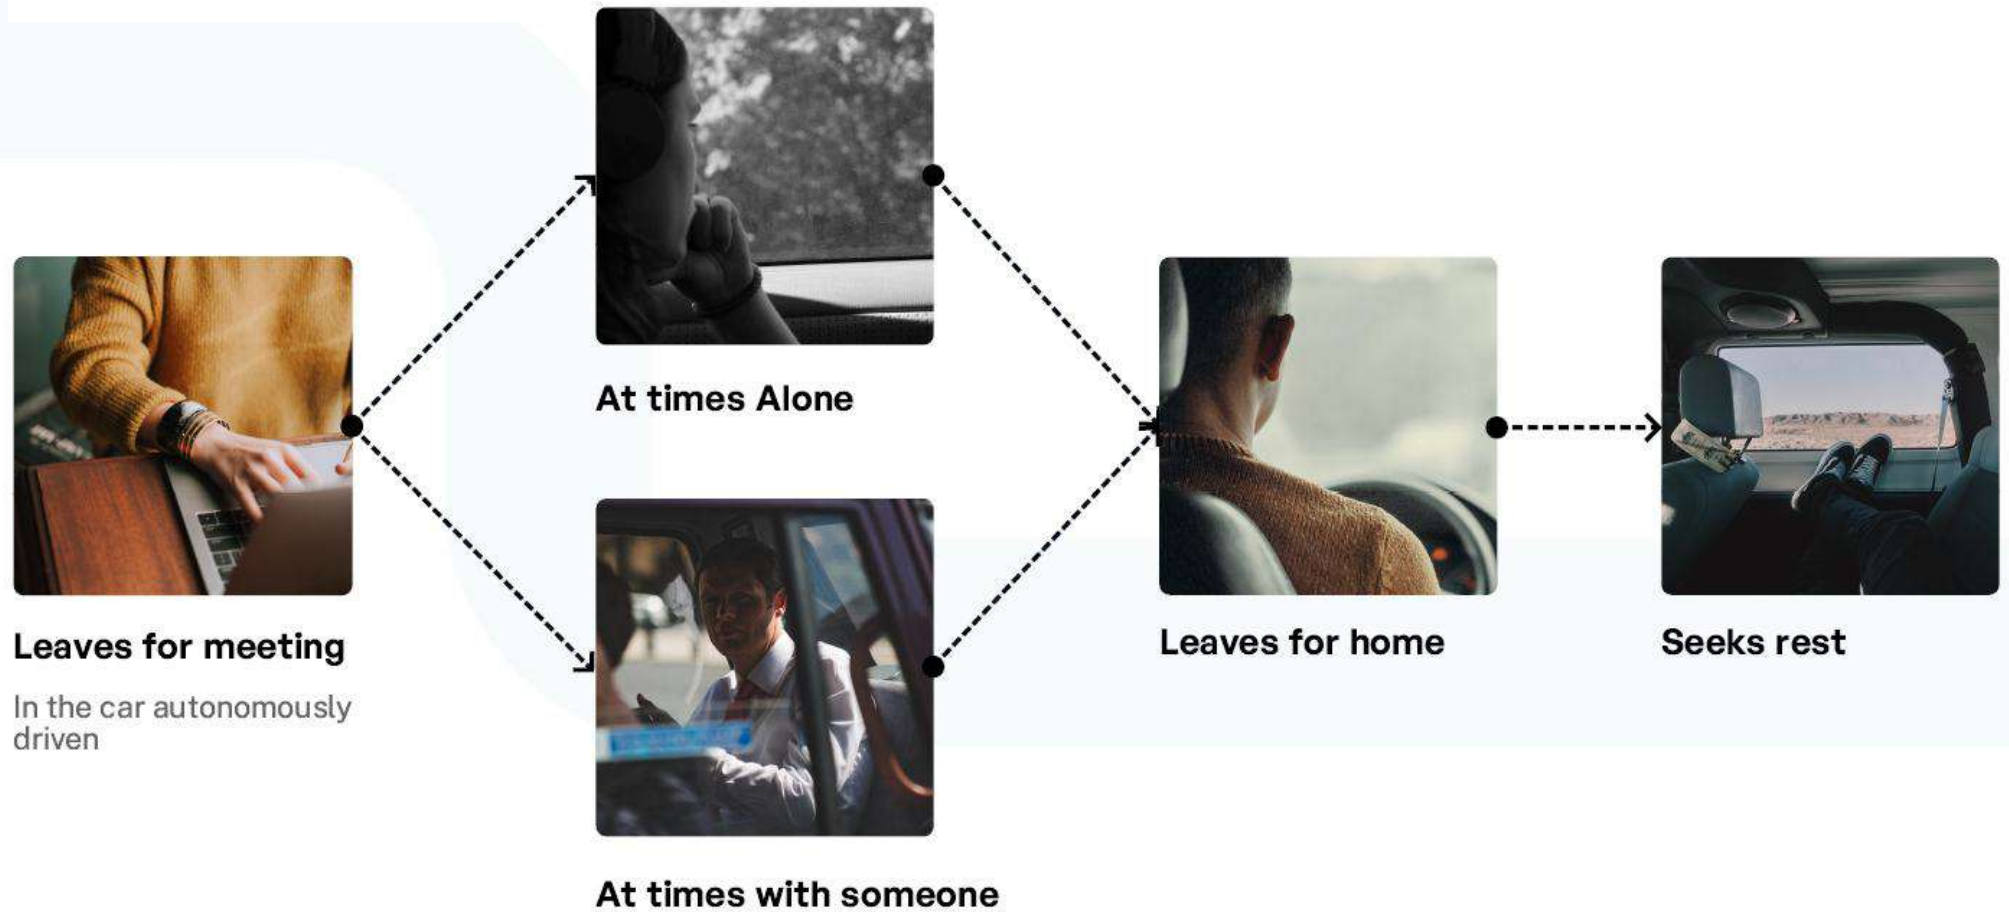 At times Alone
Leaves for meeting
In the car autonomously
driven
At times with someone
Leaves for home
Seeks rest